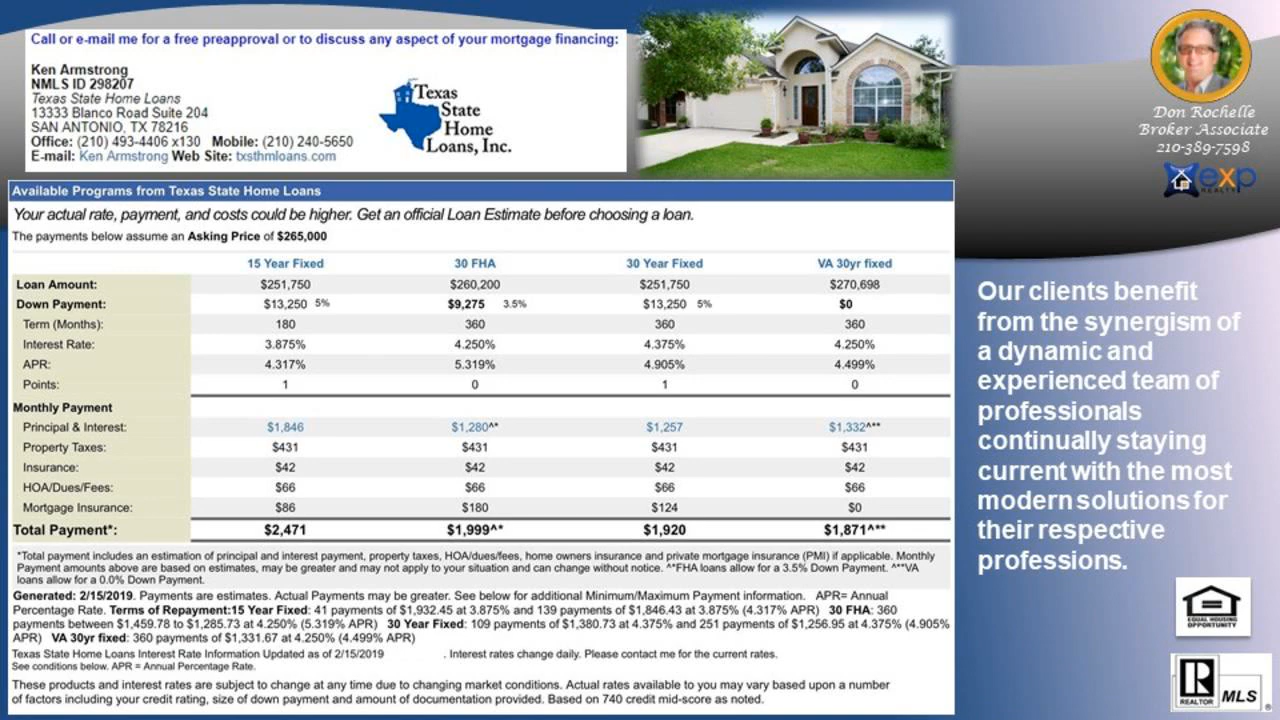 Call or e-mail me for a free preapproval or to discuss any aspect of your mortgage financing:
Ken Armstrong
NMLS ID 298207
Texas State Home Loans
13333 Blanco Road Suite 204
SAN ANTONIO, TX 78216
Office: (210) 493-4406 x130 Mobile: (210) 240-5650
E-mail: Ken Armstrong Web Site: txsthmloans.com
Texas
State
Home
Loans, Inc.
Don Rochelle
Broker Associate
210-389-7598
exp
REALTY
Available Programs from Texas State Home Loans
Your actual rate, payment, and costs could be higher. Get an official Loan Estimate before choosing a loan.
The payments below assume an Asking Price of $265,000
15 Year Fixed 30 FHA 30 Year Fixed VA 30yr fixed
Loan Amount: $251,750 $260,200 $251,750 $270,698
Down Payment: $13,250 5% $9,275 3.5% $13,250 5% $0
Term (Months): 180 360 360 360
Interest Rate: 3.875% 4.250% 4.375% 4.250%
APR: 4.317% 5.319% 4.905% 4.499%
Points: 1 0 1 0
Monthly Payment
Principal & Interest: $1,846 $1,280^* $1,257 $1,332^**
Property Taxes: $431 $431 $431 $431
Insurance: $42 $42 $42 $42
HOA/Dues/Fees: $66 $66 $66 $66
Mortgage Insurance: $86 $180 $124 $0
Total Payment*: $2,471 $1,999^* $1,920 $1,871^**
*Total payment includes an estimation of principal and interest payment, property taxes, HOA/dues/fees, home owners insurance and private mortgage insurance (PMI) if applicable. Monthly
Payment amounts above are based on estimates, may be greater and may not apply to your situation and can change without notice. ^*FHA loans allow for a 3.5% Down Payment. ^**VA
loans allow for a 0.0% Down Payment.
Generated: 2/15/2019. Payments are estimates. Actual Payments may be greater. See below for additional Minimum/Maximum Payment information. APR= Annual
Percentage Rate. Terms of Repayment:15 Year Fixed: 41 payments of $1,932.45 at 3.875% and 139 payments of $1,846.43 at 3.875% (4.317% APR) 30 FHA: 360
payments between $1,459.78 to $1,285.73 at 4.250% (5.319% APR) 30 Year Fixed: 109 payments of $1,380.73 at 4.375% and 251 payments of $1,256.95 at 4.375% (4.905%
APR) VA 30yr fixed: 360 payments of $1,331.67 at 4.250% (4.499% APR)
Texas State Home Loans Interest Rate Information Updated as of 2/15/2019 . Interest rates change daily. Please contact me for the current rates.
See conditions below. APR = Annual Percentage Rate.
These products and interest rates are subject to change at any time due to changing market conditions. Actual rates available to you may vary based upon a number
of factors including your credit rating, size of down payment and amount of documentation provided. Based on 740 credit mid-score as noted.
Our clients benefit
from the synergism of
a dynamic and
experienced team of
professionals
continually staying
current with the most
modern solutions for
their respective
professions.
EQUAL HOUSING
OPPORTUNITY
R
REALTOR MLS ®